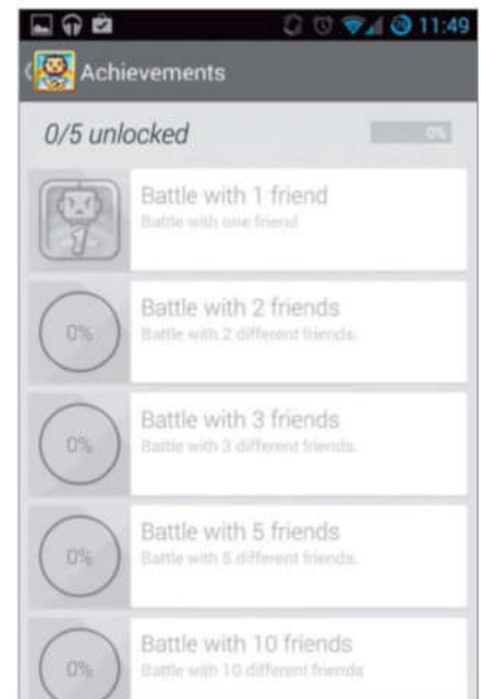 11:49
Achievements
0/5 unlocked
0%
Battle with 1 friend
Battle with one friend
1
Battle with 2 friends
Battle with 2 different friends.
0%
Battle with 3 friends
Battle with 3 different friends.
0%
Battle with 5 friends
Battle with 5 different friends.
0%
Battle with 10 friends
Battle with 10 different friends
0%